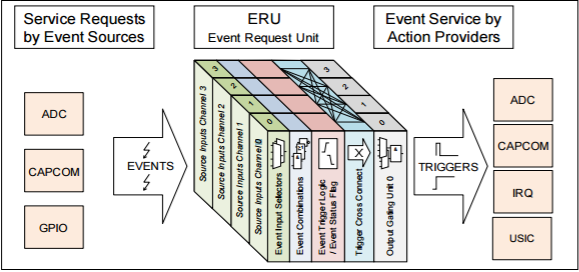 Service Requests
by Event Sources
ERU
Event Request Unit
Event Service by
Action Providers
ADC
CAPCOM
GPIO
EVENTS
3
2
1
0
Source Inputs Channel 3
Source Inputs Channel 2
Source Inputs Channel 1
Source Inputs Channel 0
Event Input Selectors
Event Combinations
Event Trigger Logic
/ Event Status Flag
Trigger Cross Connect
Output Gating Unit 0
3
2
1
0
TRIGGERS
ADC
CAPCOM
IRQ
USIC